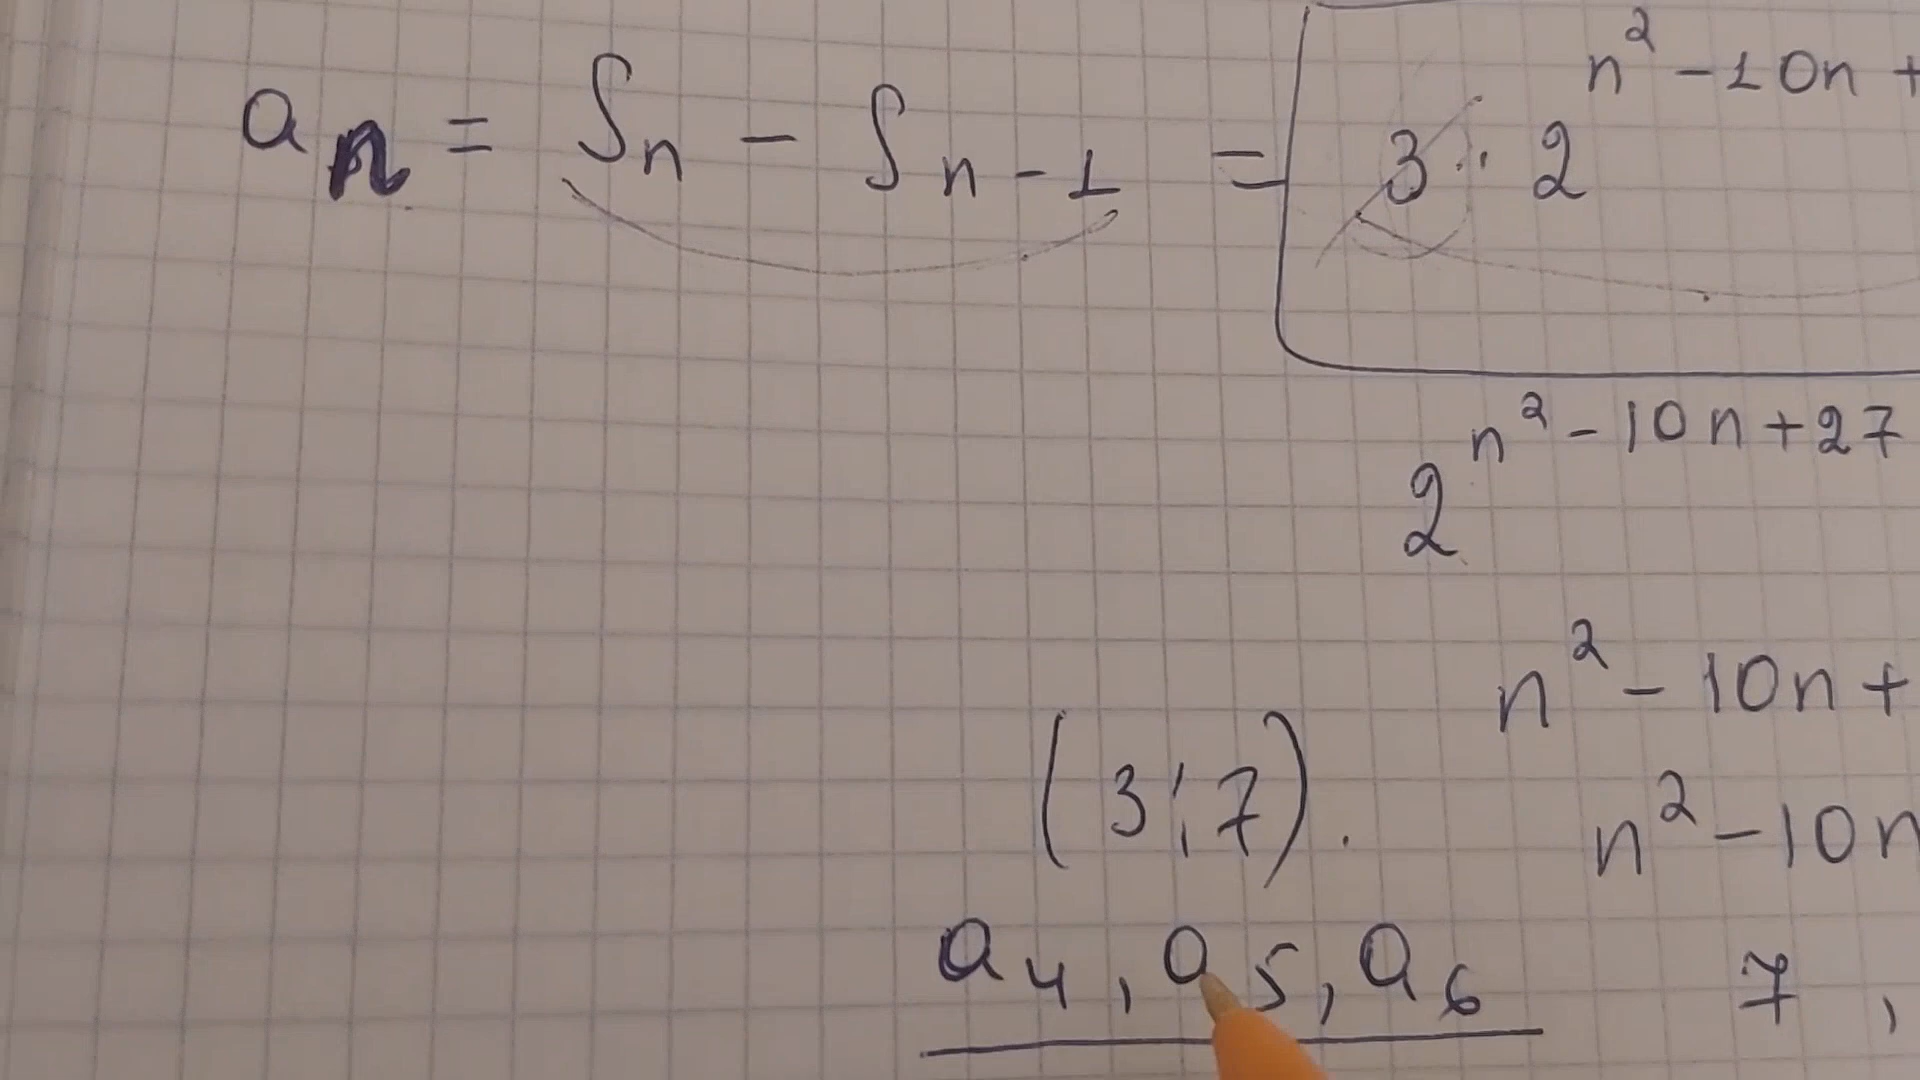 aₙ = Sₙ - Sₙ₋₁ = 3 · 2^(n² - 10n +
2^(n² - 10n + 27
n² - 10n +
(3; 7).
n² - 10n
a₄, a₅, a₆
7,